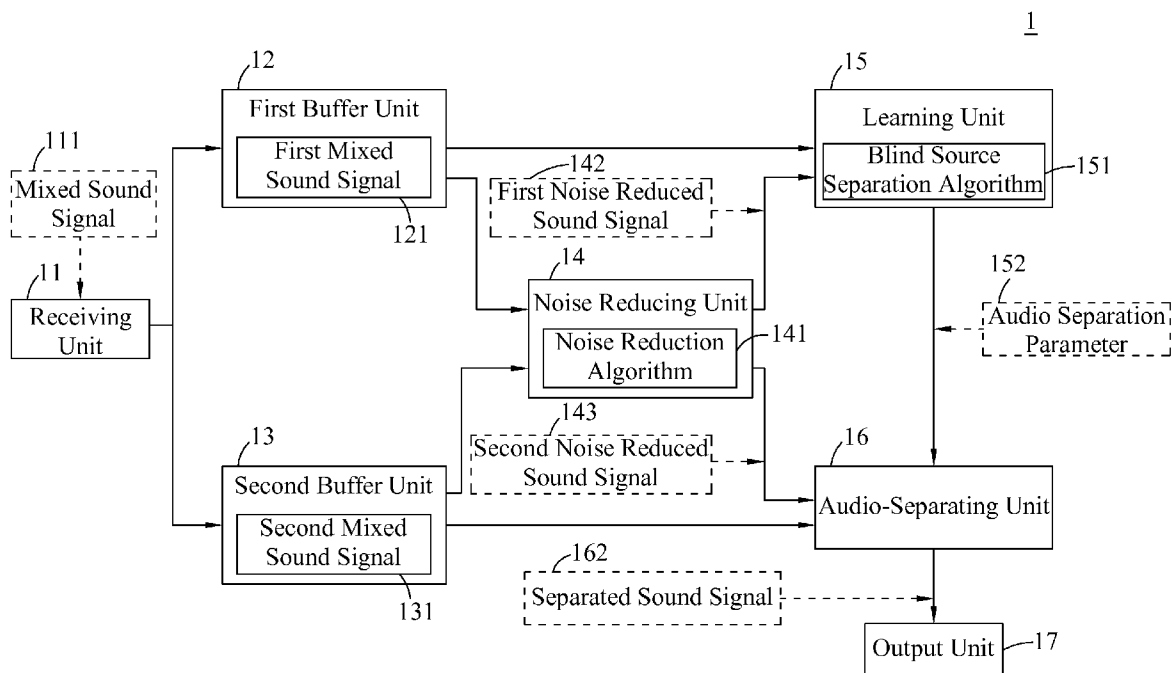 1
12
First Buffer Unit
First Mixed
Sound Signal
121
15
Learning Unit
Blind Source
Separation Algorithm
151
111
Mixed Sound
Signal
142
First Noise Reduced
Sound Signal
11
Receiving
Unit
14
Noise Reducing Unit
Noise Reduction
Algorithm
141
152
Audio Separation
Parameter
143
Second Noise Reduced
Sound Signal
13
Second Buffer Unit
Second Mixed
Sound Signal
131
16
Audio-Separating Unit
162
Separated Sound Signal
Output Unit
17